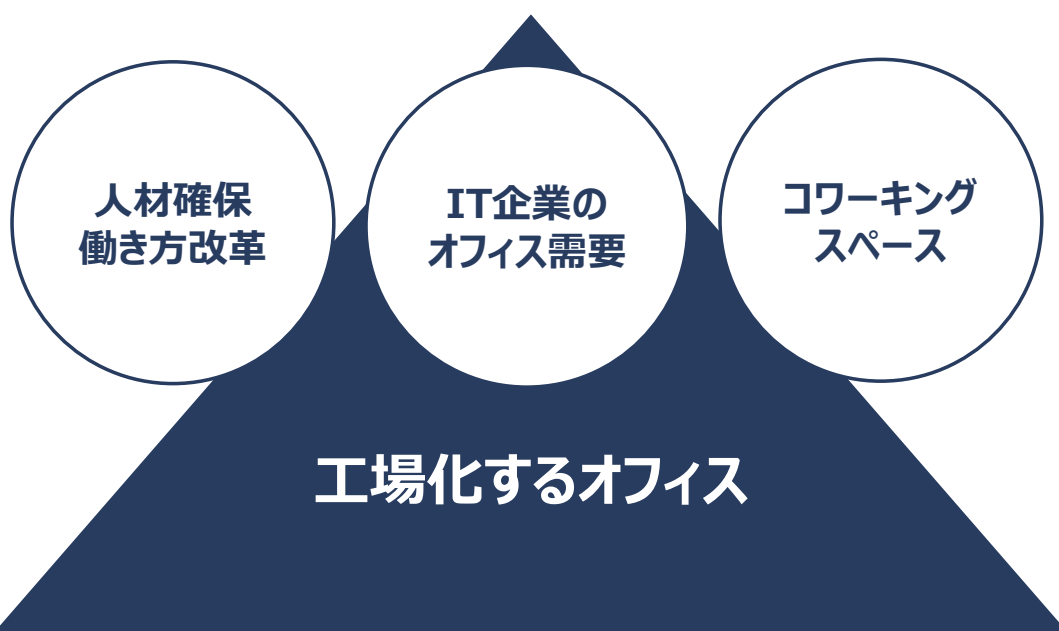 人材確保
働き方改革
IT企業の
オフィス需要
コワーキング
スペース
工場化するオフィス